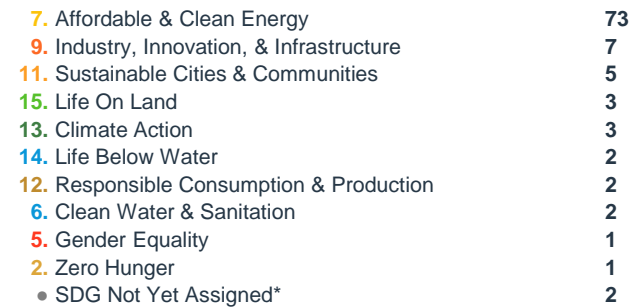 7. Affordable & Clean Energy 73
9. Industry, Innovation, & Infrastructure 7
11. Sustainable Cities & Communities 5
15. Life On Land 3
13. Climate Action 3
14. Life Below Water 2
12. Responsible Consumption & Production 2
6. Clean Water & Sanitation 2
5. Gender Equality 1
2. Zero Hunger 1
● SDG Not Yet Assigned* 2